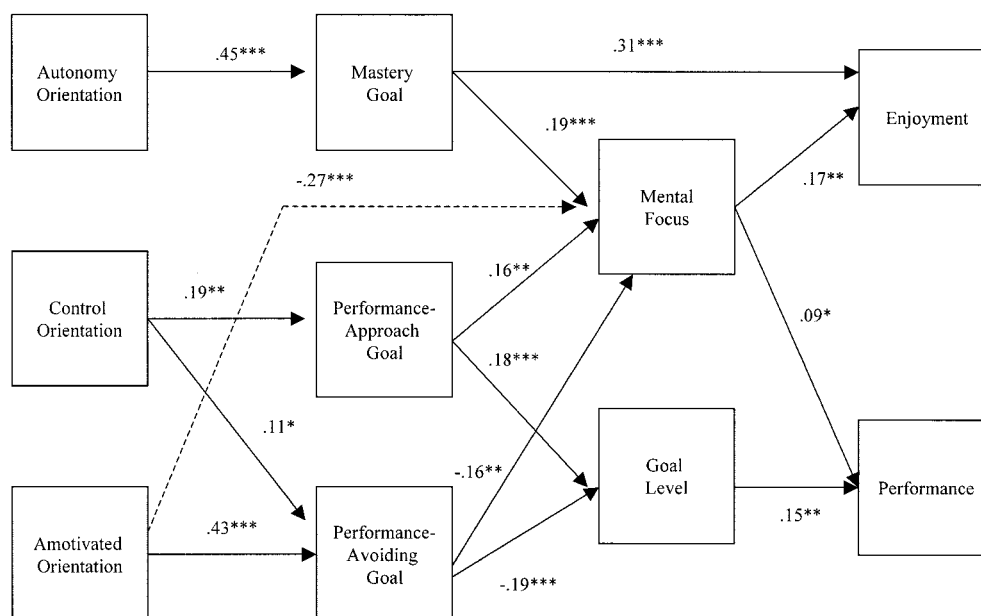 .45***
.31***
Autonomy
Orientation
Mastery
Goal
Enjoyment
.19***
-.27***
.17**
Mental
Focus
.19**
.16**
Control
Orientation
Performance-
Approach
Goal
.09*
.18***
.11*
-.16**
Goal
Level
Performance
.15**
.43***
Amotivated
Orientation
Performance-
Avoiding
Goal
-.19***